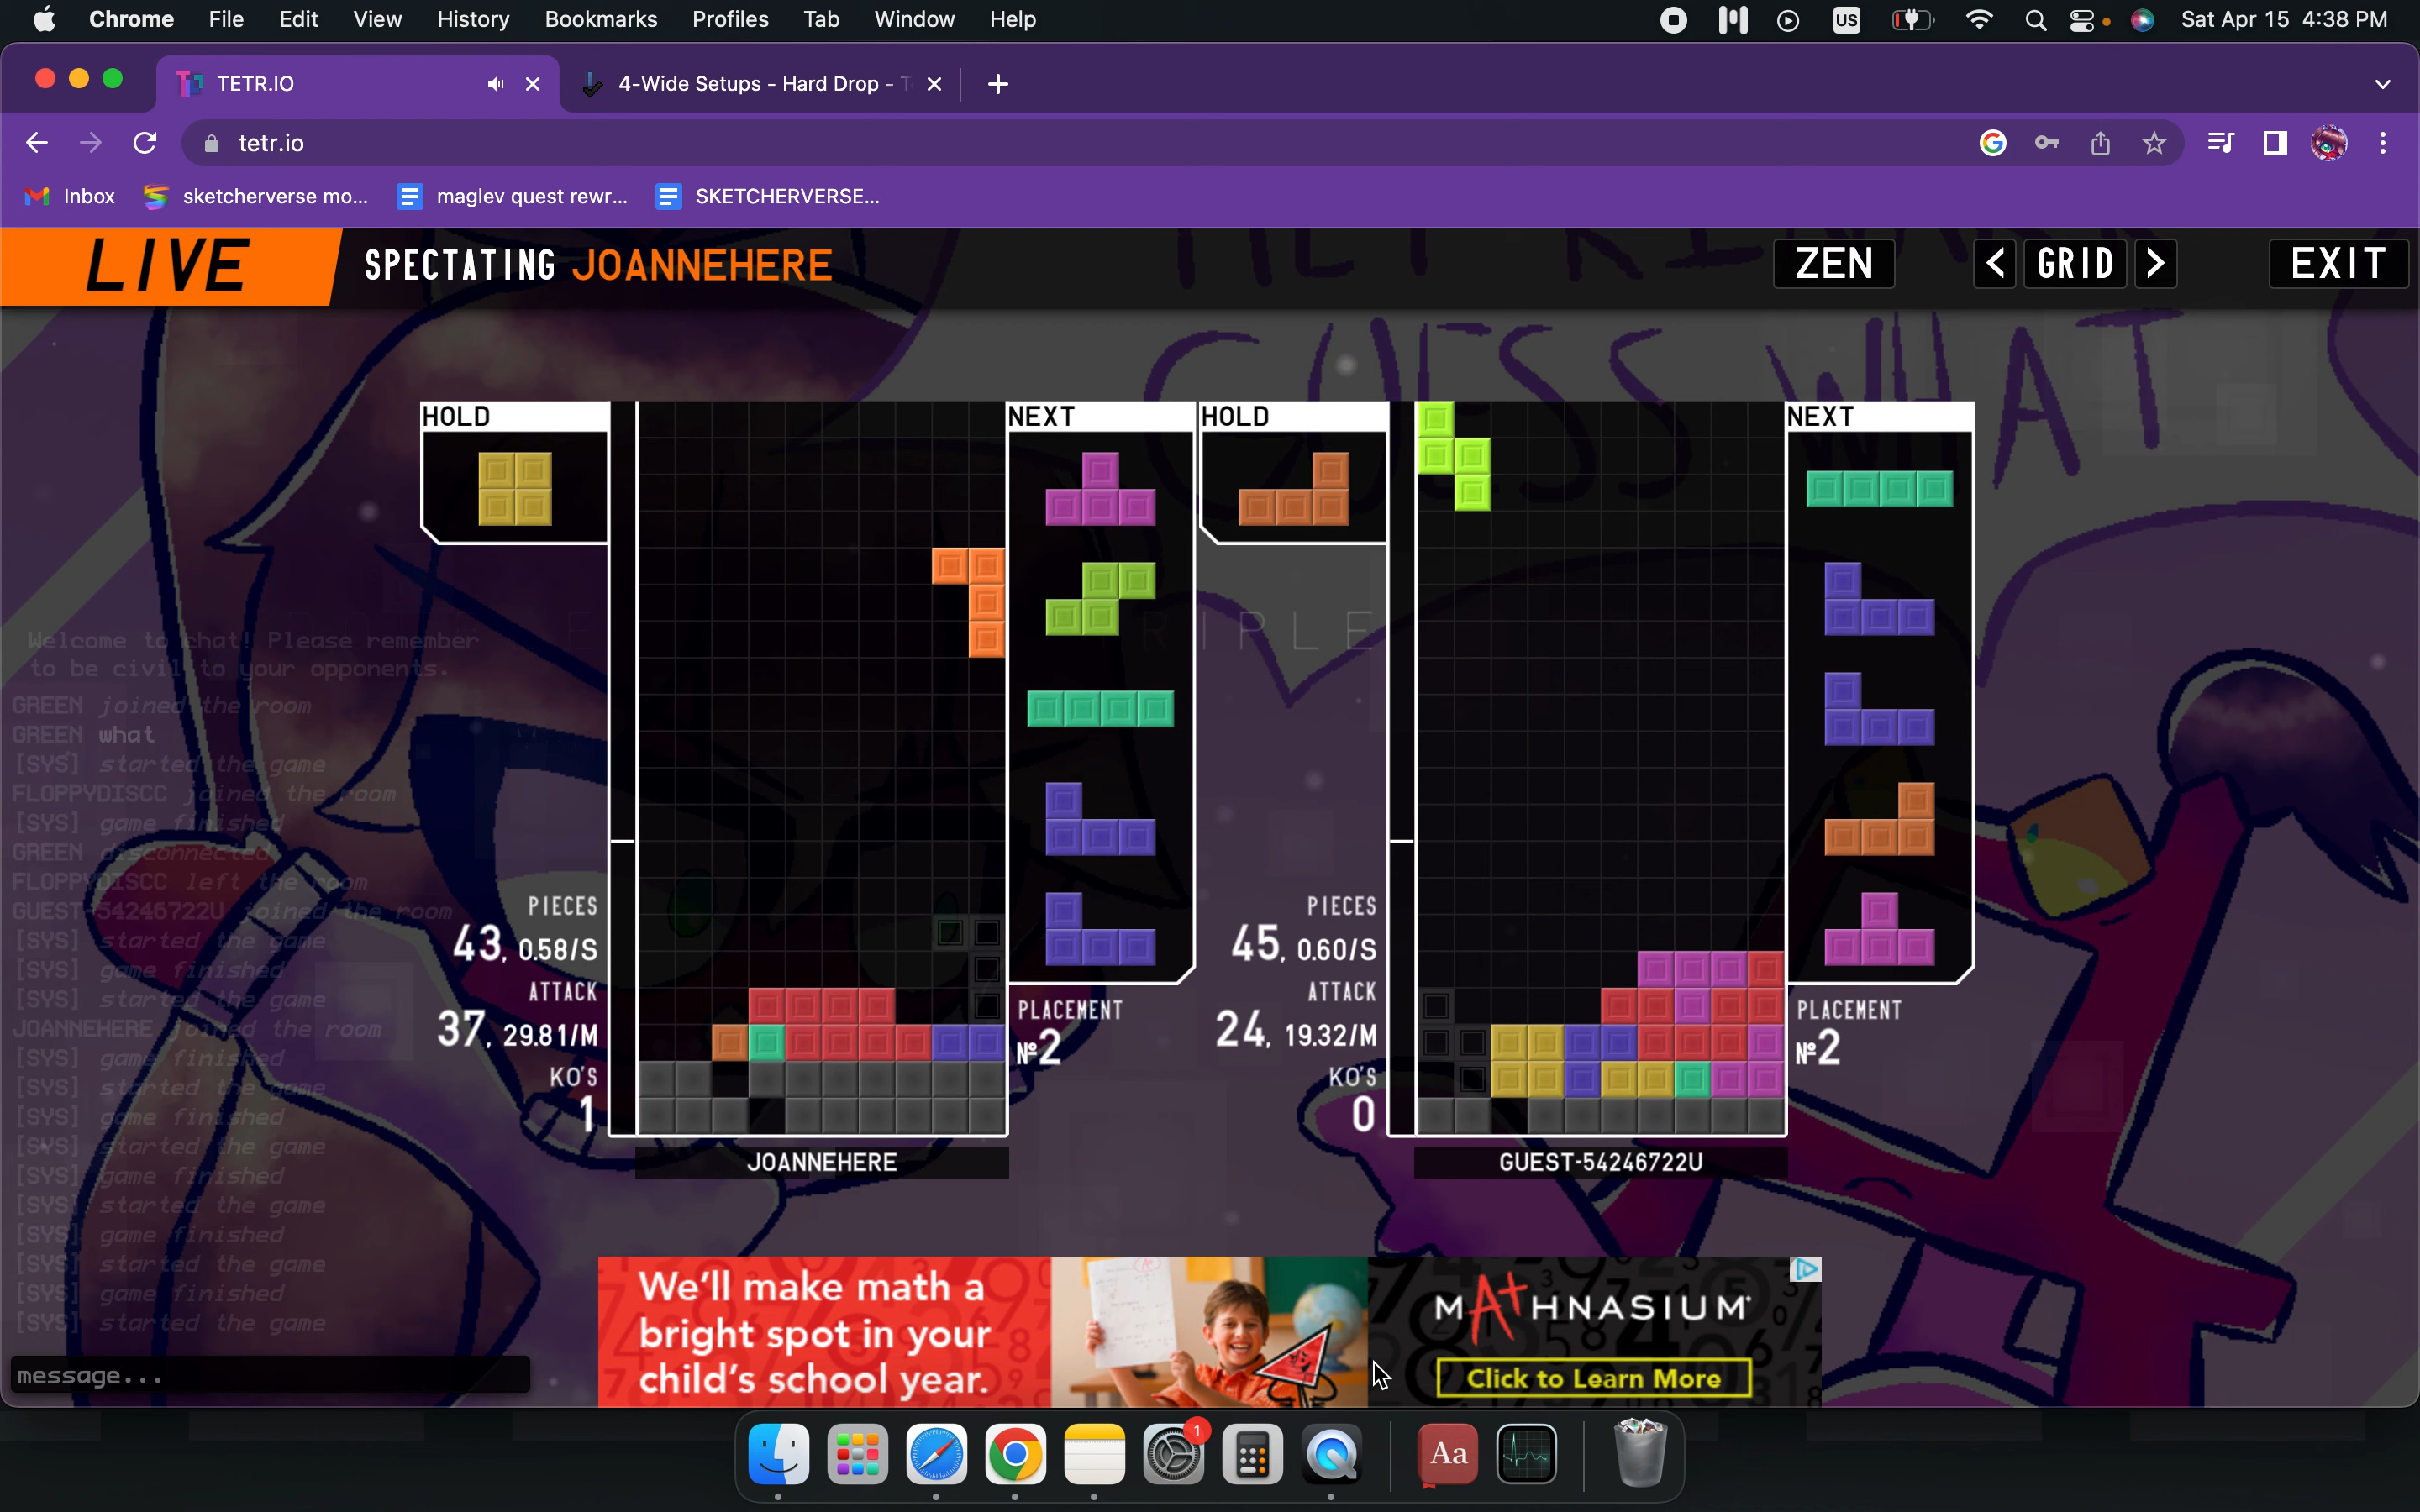 Chrome File Edit View History Bookmarks Profiles Tab Window Help US Sat Apr 15 4:38 PM
TETR.IO 4-Wide Setups - Hard Drop - T
tetr.io
Inbox sketcherverse mo... maglev quest rewr... SKETCHERVERSE...
LIVE SPECTATING JOANNEHERE ZEN < GRID > EXIT
GUESS WHAT
HOLD NEXT HOLD NEXT
Welcome to chat! Please remember
to be civil to your opponents.
GREEN joined the room
GREEN what
[SYS] started the game
FLOPPYDISCC joined the room
[SYS] game finished
GREEN disconnected
FLOPPYDISCC left the room
GUEST-54246722U joined the room
[SYS] started the game
[SYS] game finished
[SYS] started the game
JOANNEHERE joined the room
[SYS] game finished
[SYS] started the game
[SYS] game finished
[SYS] started the game
[SYS] game finished
[SYS] started the game
[SYS] game finished
[SYS] started the game
[SYS] game finished
[SYS] started the game
message...
PIECES
43, 0.58/S
ATTACK
37, 29.81/M
KO'S
1
PLACEMENT
№2
JOANNEHERE
PIECES
45, 0.60/S
ATTACK
24, 19.32/M
KO'S
0
PLACEMENT
№2
GUEST-54246722U
We'll make math a
bright spot in your
child's school year.
MATHNASIUM
Click to Learn More
1
Aa